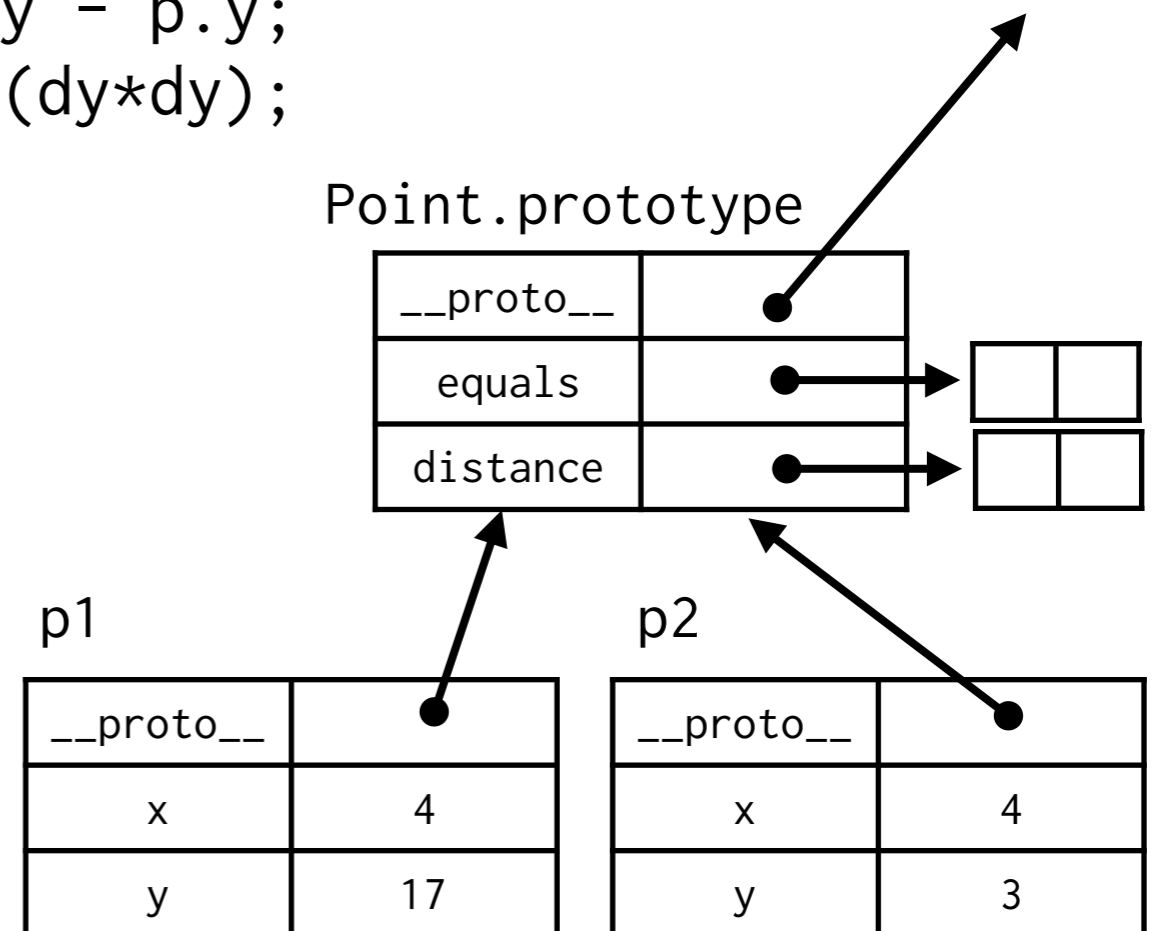 y - p.y;
(dy*dy);
Point.prototype
__proto__
equals
distance
p1 p2
__proto__ __proto__
x 4 x 4
y 17 y 3